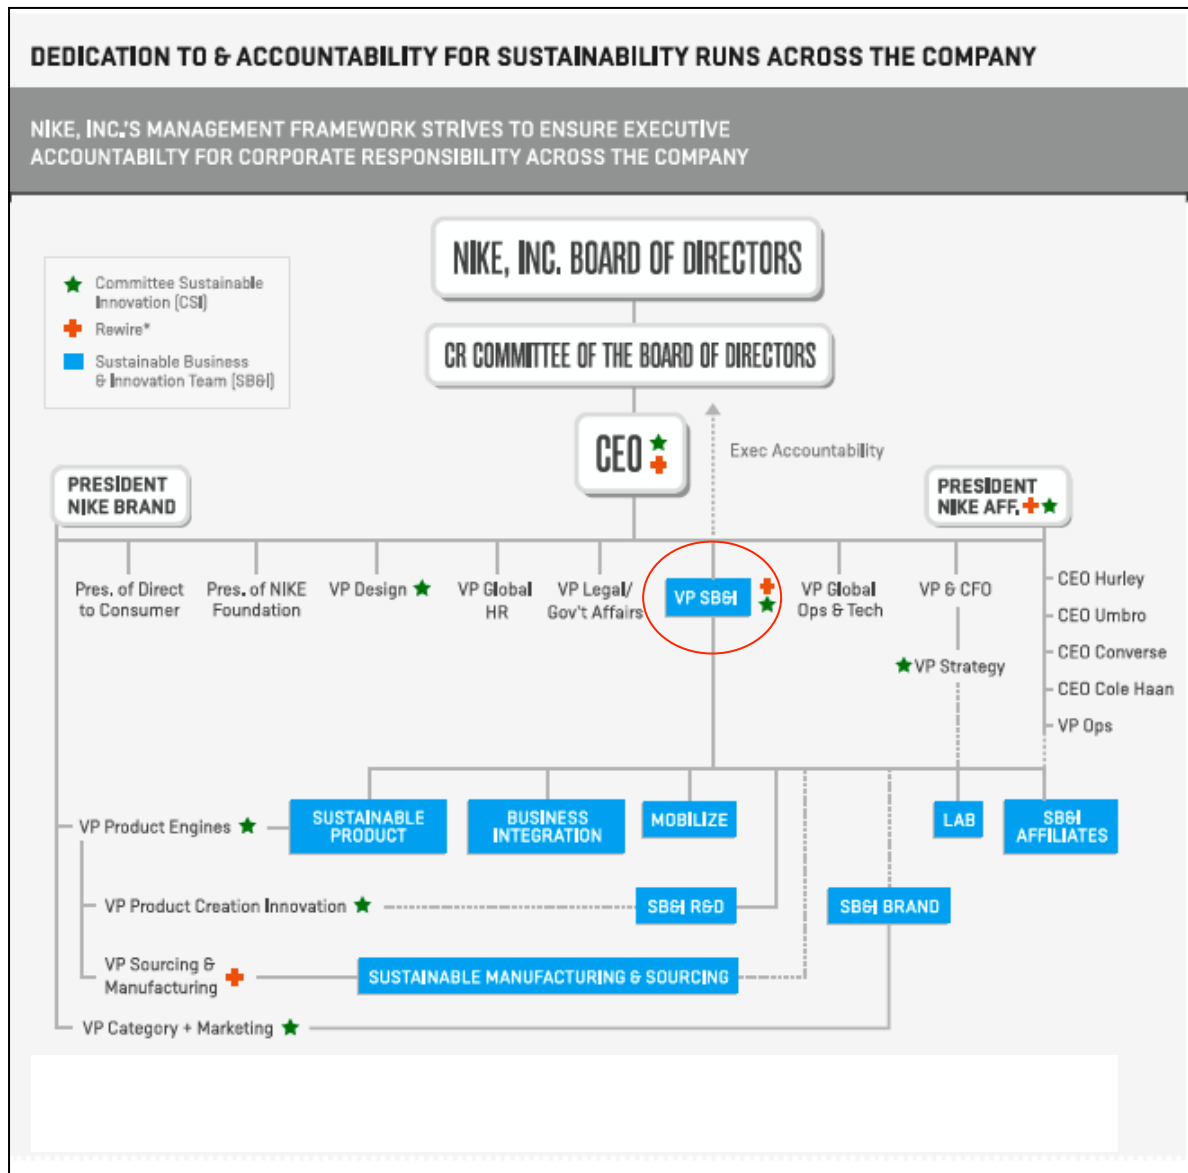 DEDICATION TO & ACCOUNTABILITY FOR SUSTAINABILITY RUNS ACROSS THE COMPANY
NIKE, INC.'S MANAGEMENT FRAMEWORK STRIVES TO ENSURE EXECUTIVE
ACCOUNTABILTY FOR CORPORATE RESPONSIBILITY ACROSS THE COMPANY
NIKE, INC. BOARD OF DIRECTORS
Committee Sustainable
Innovation (CSI)
Rewire*
Sustainable Business
& Innovation Team (SB&I)
CR COMMITTEE OF THE BOARD OF DIRECTORS
CEO
Exec Accountability
PRESIDENT
NIKE BRAND
PRESIDENT
NIKE AFF.
Pres. of Direct
to Consumer
Pres. of NIKE
Foundation
VP Design
VP Global
HR
VP Legal/
Gov't Affairs
VP SB&I
VP Global
Ops & Tech
VP & CFO
VP Strategy
CEO Hurley
CEO Umbro
CEO Converse
CEO Cole Haan
VP Ops
VP Product Engines
SUSTAINABLE
PRODUCT
BUSINESS
INTEGRATION
MOBILIZE
LAB
SB&I
AFFILIATES
VP Product Creation Innovation
SB&I R&D
SB&I BRAND
VP Sourcing &
Manufacturing
SUSTAINABLE MANUFACTURING & SOURCING
VP Category + Marketing